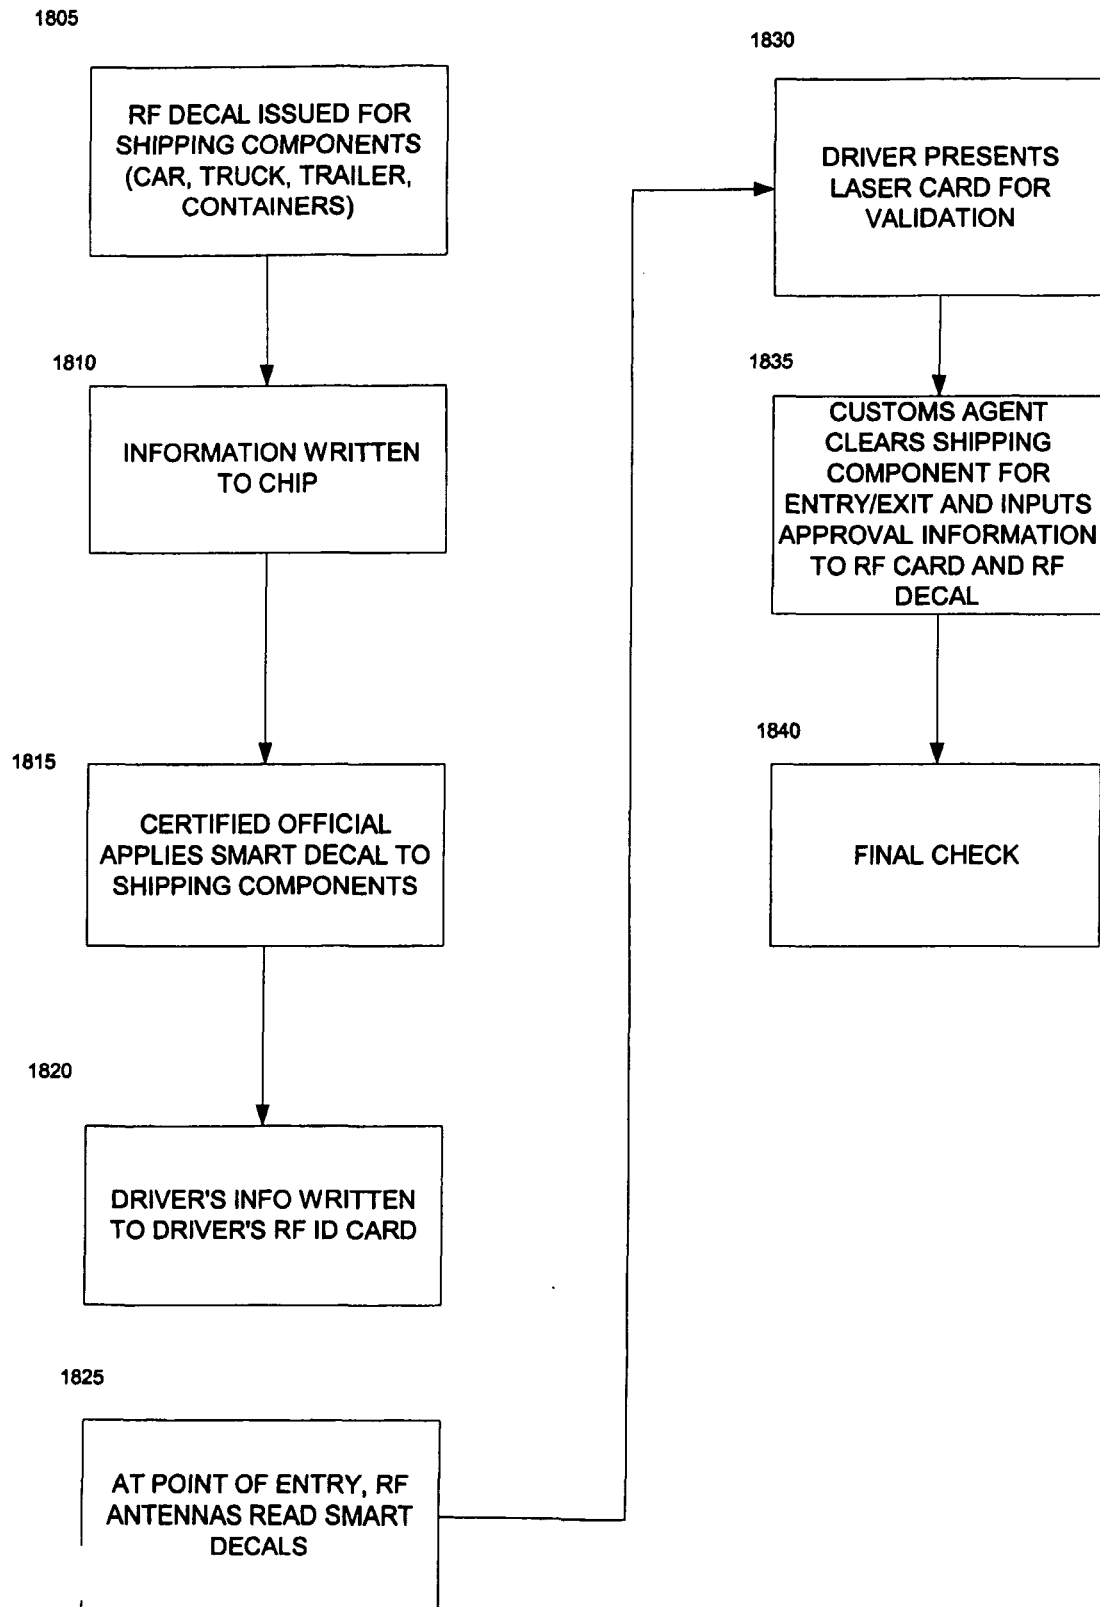 1805
RF DECAL ISSUED FOR
SHIPPING COMPONENTS
(CAR, TRUCK, TRAILER,
CONTAINERS)
1810
INFORMATION WRITTEN
TO CHIP
1815
CERTIFIED OFFICIAL
APPLIES SMART DECAL TO
SHIPPING COMPONENTS
1820
DRIVER'S INFO WRITTEN
TO DRIVER'S RF ID CARD
1825
AT POINT OF ENTRY, RF
ANTENNAS READ SMART
DECALS
1830
DRIVER PRESENTS
LASER CARD FOR
VALIDATION
1835
CUSTOMS AGENT
CLEARS SHIPPING
COMPONENT FOR
ENTRY/EXIT AND INPUTS
APPROVAL INFORMATION
TO RF CARD AND RF
DECAL
1840
FINAL CHECK